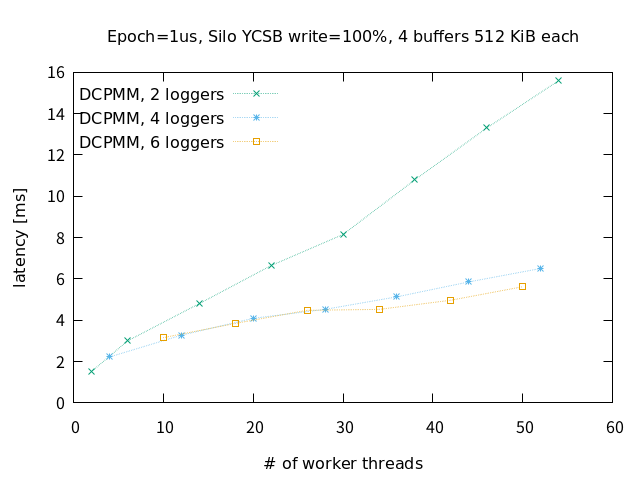 Epoch=1us, Silo YCSB write=100%, 4 buffers 512 KiB each
16
14
12
10
8
6
4
2
0
latency [ms]
DCPMM, 2 loggers
DCPMM, 4 loggers
DCPMM, 6 loggers
0 10 20 30 40 50 60
# of worker threads